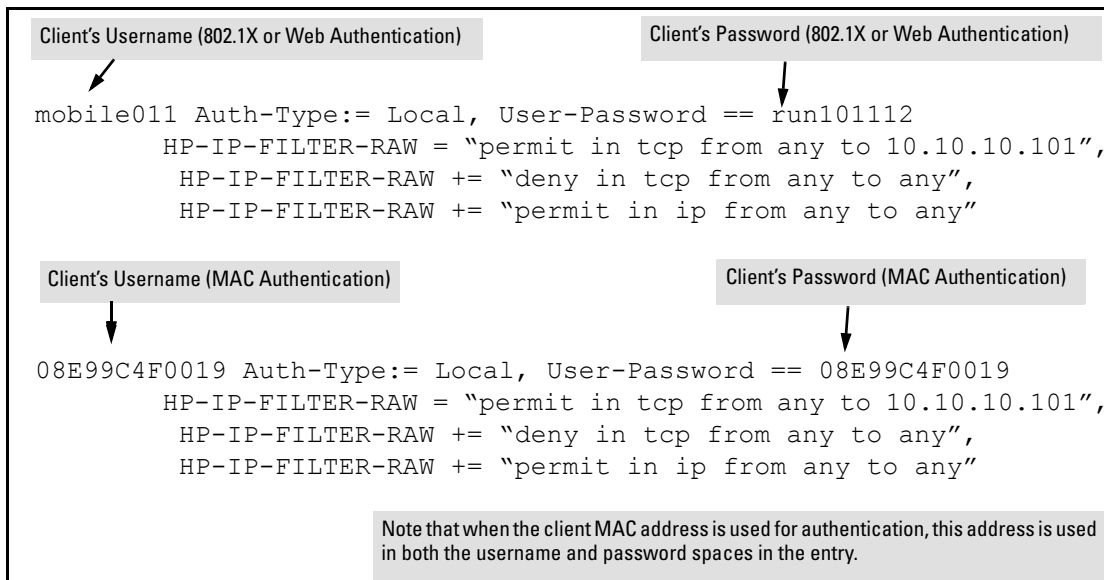 Client’s Username (802.1X or Web Authentication)
Client’s Password (802.1X or Web Authentication)
mobile011 Auth-Type:= Local, User-Password == run101112
HP-IP-FILTER-RAW = “permit in tcp from any to 10.10.10.101”,
HP-IP-FILTER-RAW += “deny in tcp from any to any”,
HP-IP-FILTER-RAW += “permit in ip from any to any”
Client’s Username (MAC Authentication)
Client’s Password (MAC Authentication)
08E99C4F0019 Auth-Type:= Local, User-Password == 08E99C4F0019
HP-IP-FILTER-RAW = “permit in tcp from any to 10.10.10.101”,
HP-IP-FILTER-RAW += “deny in tcp from any to any”,
HP-IP-FILTER-RAW += “permit in ip from any to any”
Note that when the client MAC address is used for authentication, this address is used
in both the username and password spaces in the entry.